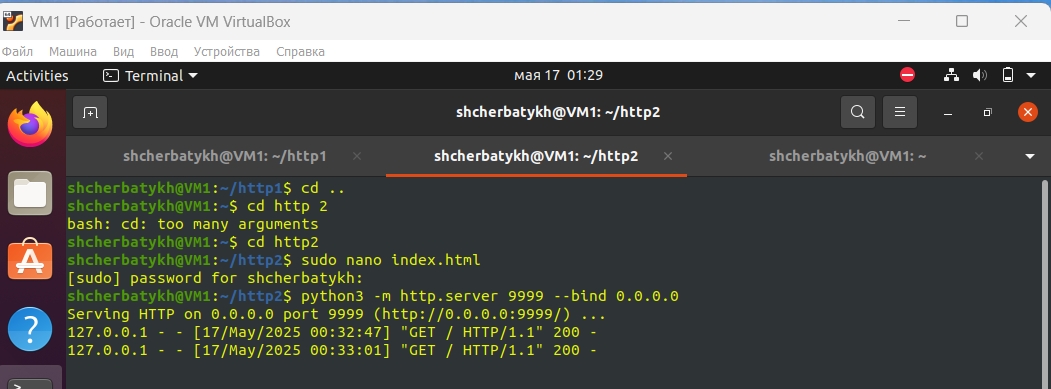 VM1 [Работает] - Oracle VM VirtualBox
Файл Машина Вид Ввод Устройства Справка
Activities Terminal мая 17 01:29
shcherbatykh@VM1: ~/http2
shcherbatykh@VM1: ~/http1 × shcherbatykh@VM1: ~/http2 × shcherbatykh@VM1: ~ ×
shcherbatykh@VM1:~/http1$ cd ..
shcherbatykh@VM1:~$ cd http 2
bash: cd: too many arguments
shcherbatykh@VM1:~$ cd http2
shcherbatykh@VM1:~/http2$ sudo nano index.html
[sudo] password for shcherbatykh:
shcherbatykh@VM1:~/http2$ python3 -m http.server 9999 --bind 0.0.0.0
Serving HTTP on 0.0.0.0 port 9999 (http://0.0.0.0:9999/) ...
127.0.0.1 - - [17/May/2025 00:32:47] "GET / HTTP/1.1" 200 -
127.0.0.1 - - [17/May/2025 00:33:01] "GET / HTTP/1.1" 200 -